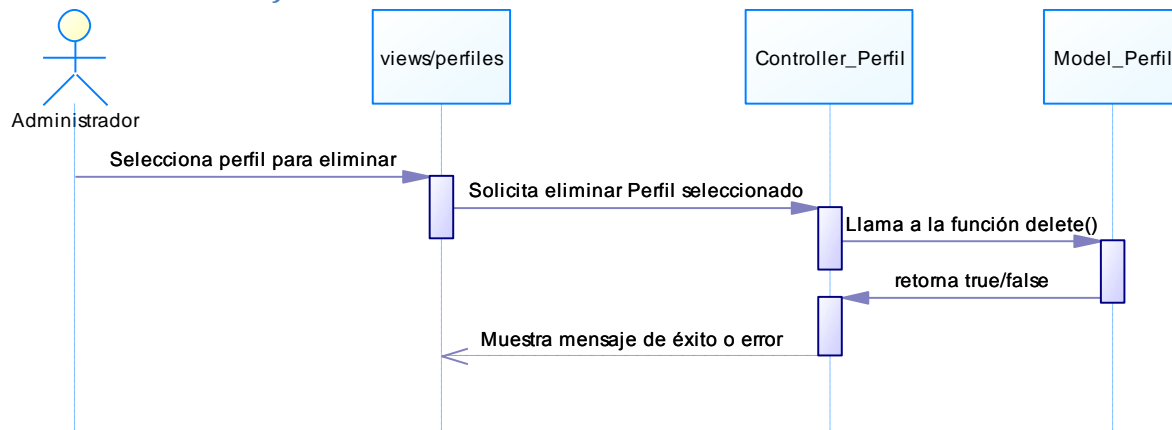 views/perfiles
Controller_Perfil
Model_Perfil
Administrador
Selecciona perfil para eliminar
Solicita eliminar Perfil seleccionado
Llama a la función delete()
retorna true/false
Muestra mensaje de éxito o error